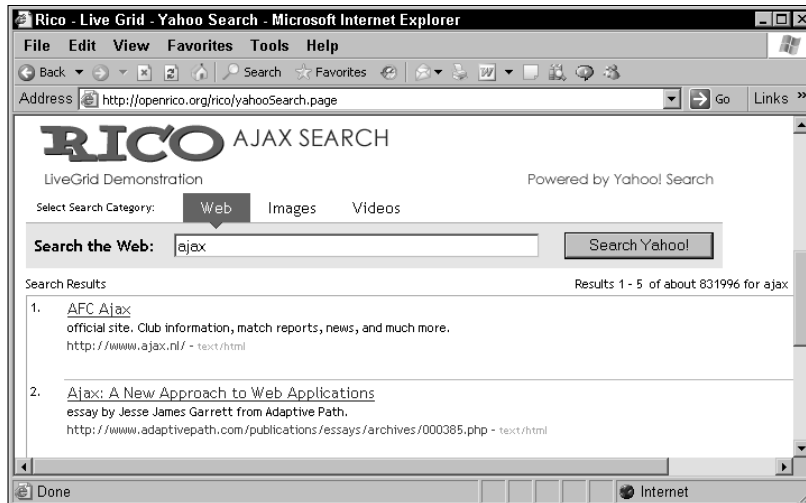 Rico - Live Grid - Yahoo Search - Microsoft Internet Explorer
File Edit View Favorites Tools Help
Back Search Favorites
Address http://openrico.org/rico/yahooSearch.page Go Links »
RICO AJAX SEARCH
LiveGrid Demonstration Powered by Yahoo! Search
Select Search Category: Web Images Videos
Search the Web: ajax Search Yahoo!
Search Results Results 1 - 5 of about 831996 for ajax
1. AFC Ajax
official site. Club information, match reports, news, and much more.
http://www.ajax.nl/ - text/html
2. Ajax: A New Approach to Web Applications
essay by Jesse James Garrett from Adaptive Path.
http://www.adaptivepath.com/publications/essays/archives/000385.php - text/html
Done Internet